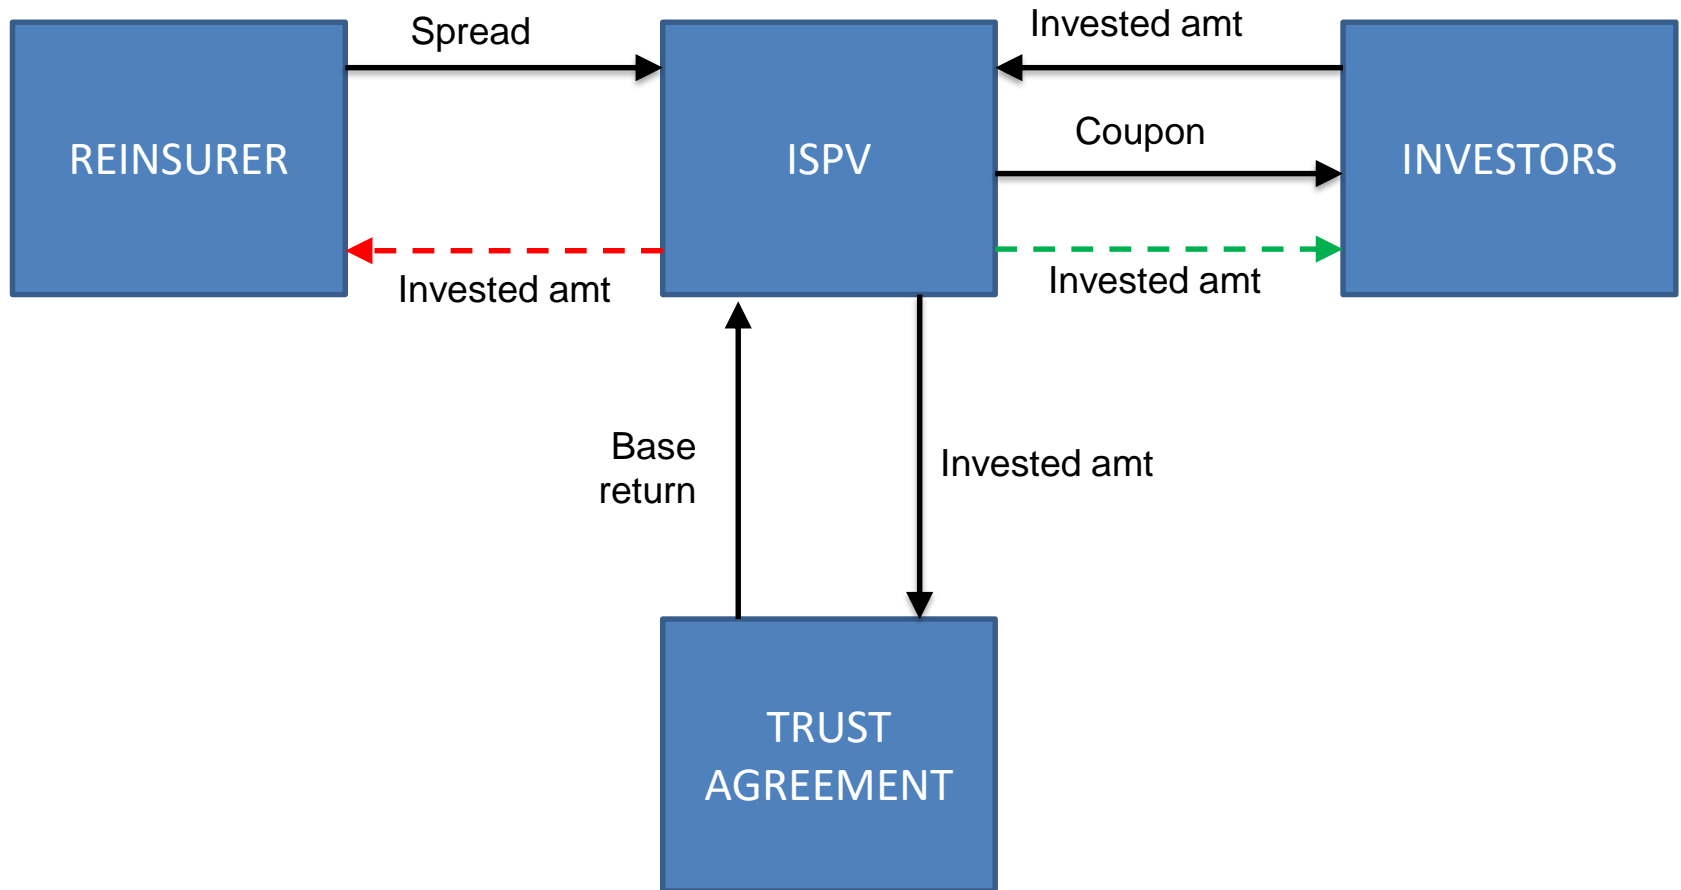 Spread
Invested amt
REINSURER
ISPV
Coupon
INVESTORS
Invested amt
Invested amt
Base
return
Invested amt
TRUST
AGREEMENT